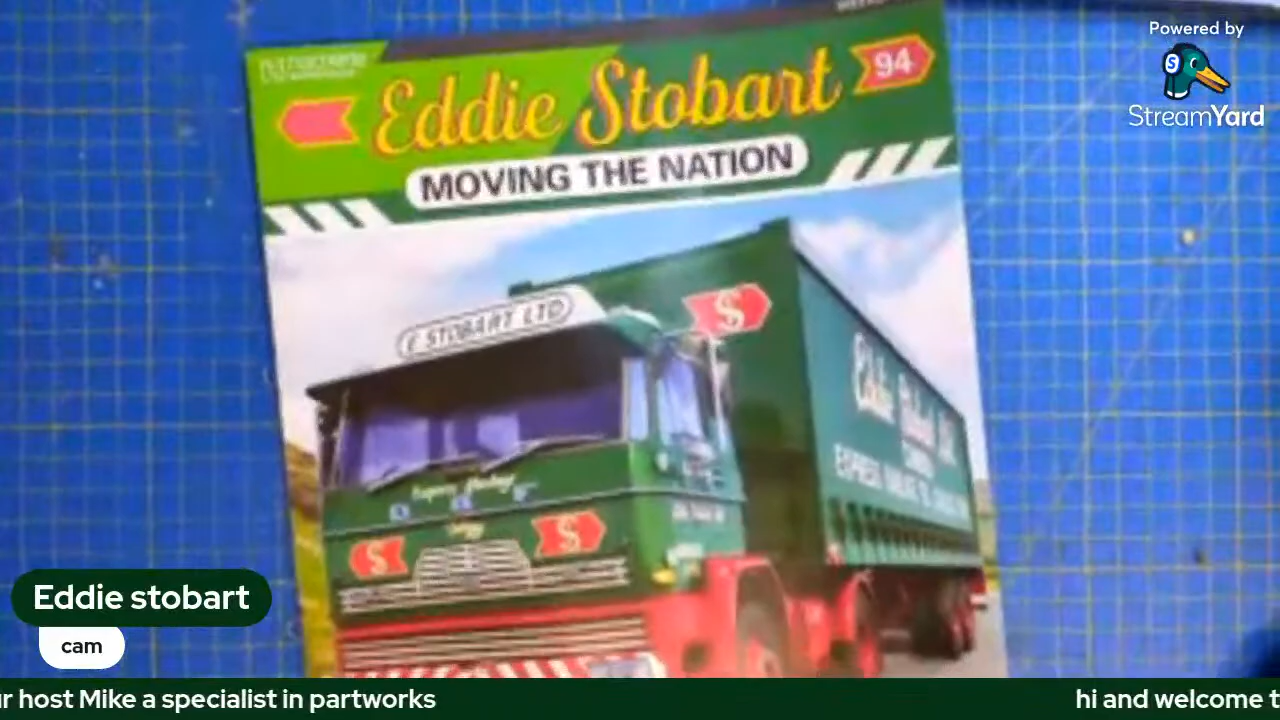 Powered by
StreamYard
hachette
Eddie Stobart
94
MOVING THE NATION
E STOBART LTD
S
S
S
Eddie stobart
cam
ur host Mike a specialist in partworks
hi and welcome t